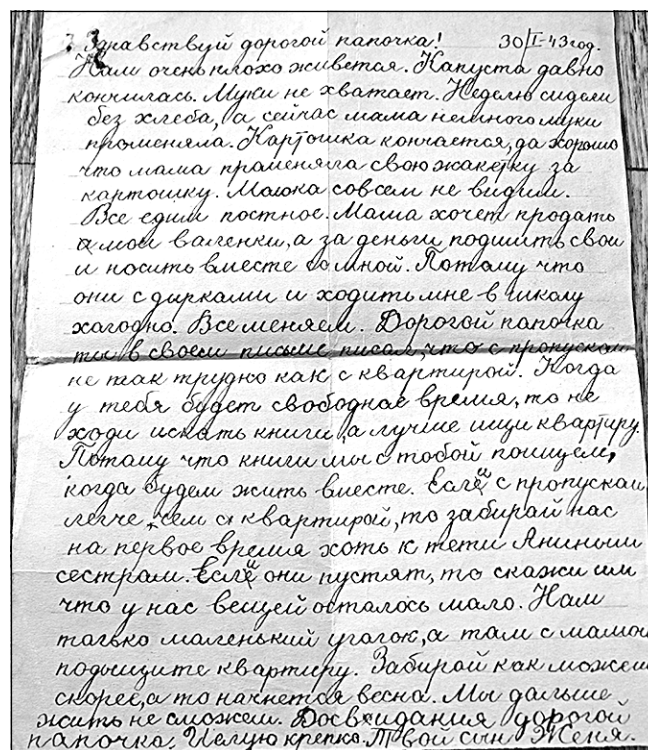 Здравствуй дорогой папочка! 30/I-43 год.
Нам очень плохо живется. Капуста давно
кончилась. Муки не хватает. Неделю сидели
без хлеба, а сейчас мама немного муки
променяла. Картошка кончается, да хорошо
что мама праменяла свою жакетку за
картошку. Молока совсем не видим.
Все едим постное. Мама хочет продать
мои валенки, а за деньги подшить свои
и носить вместе со мной. Потому что
они с дирками и ходить мне в школу
халодно. Все меняем. Дорогой папочка
ты в своем письме писал, что с пропуском
не так трудно как с квартирой. Когда
у тебя будет свободное время, то не
ходи искать книги, а лучше ищи квартиру.
Потому что книги мы с тобой поищем,
когда будем жить вместе. Если с пропуском
легче, чем с квартирой, то забирай нас
на первое время хоть к тети Аниным
сестрам. Если они пустят, то скажи им
что у нас вещей осталось мало. Нам
только маленький уголок, а там с мамой
подыщите квартиру. Забирай как можем
скорее, а то начнется весна. Мы дальше
жить не сможем. Досвидания дорогой
папочка. Целую крепко. Твой сын Женя.